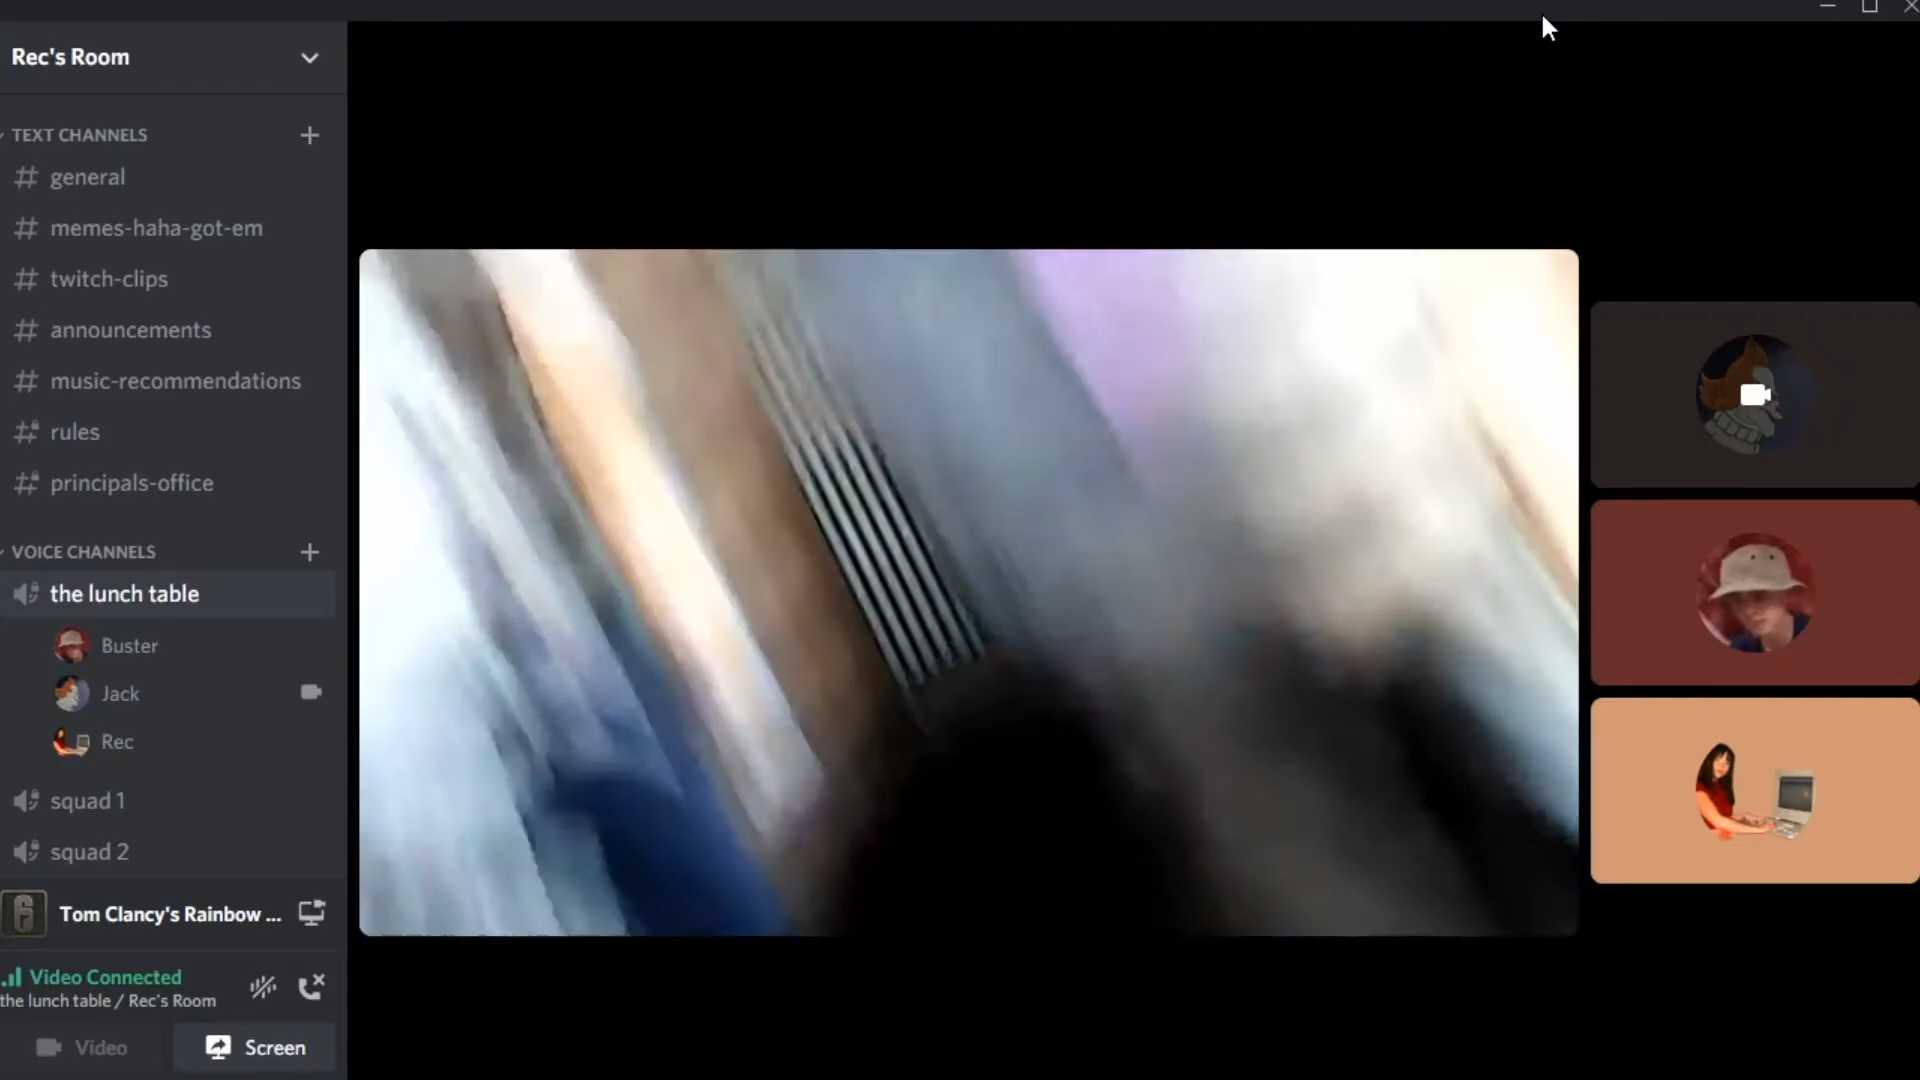 Rec's Room
TEXT CHANNELS
general
memes-haha-got-em
twitch-clips
announcements
music-recommendations
rules
principals-office
VOICE CHANNELS
the lunch table
Buster
Jack
Rec
squad 1
squad 2
Tom Clancy's Rainbow ...
Video Connected
the lunch table / Rec's Room
Video
Screen